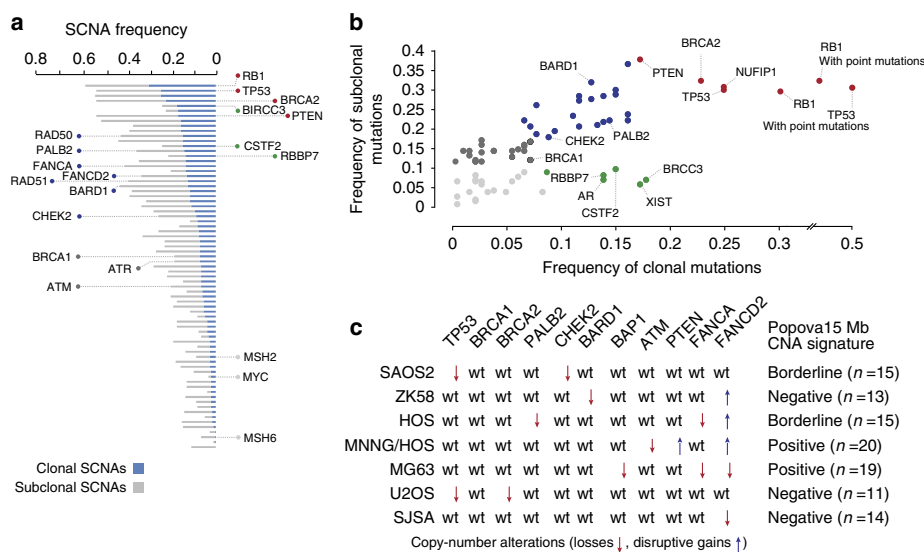 a
SCNA frequency
0.8 0.6 0.4 0.2 0
RB1
TP53
BRCA2
BIRCC3
PTEN
RAD50
CSTF2
PALB2
RBBP7
FANCA
FANCD2
RAD51
BARD1
CHEK2
BRCA1
ATR
ATM
MSH2
MYC
MSH6
Clonal SCNAs
Subclonal SCNAs
b
Frequency of subclonal
mutations
0.4
0.35
0.3
0.25
0.2
0.15
0.1
0.05
0
BRCA2
BARD1
PTEN
NUFIP1
TP53
RB1
With point mutations
RB1
With point mutations
TP53
CHEK2
PALB2
BRCA1
RBBP7
AR
CSTF2
BRCC3
XIST
0 0.05 0.1 0.15 0.2 0.25 0.3 0.5
Frequency of clonal mutations
c
TP53 BRCA1 BRCA2 PALB2 CHEK2 BARD1 BAP1 ATM PTEN FANCA FANCD2
Popova15 Mb
CNA signature
SAOS2 ↓ wt wt wt ↓ wt wt wt wt wt wt Borderline (n=15)
ZK58 wt wt wt wt wt ↓ wt wt wt wt ↑ Negative (n=13)
HOS wt wt wt ↓ wt wt wt wt wt ↓ ↑ Borderline (n=15)
MNNG/HOS wt wt wt wt wt wt wt ↓ ↑ wt ↑ Positive (n=20)
MG63 wt wt wt wt wt wt ↓ wt wt ↓ ↓ Positive (n=19)
U2OS ↓ wt ↓ wt wt wt wt wt wt wt wt Negative (n=11)
SJSA wt wt wt wt wt wt wt wt wt wt ↓ Negative (n=14)
Copy-number alterations (losses ↓, disruptive gains ↑)